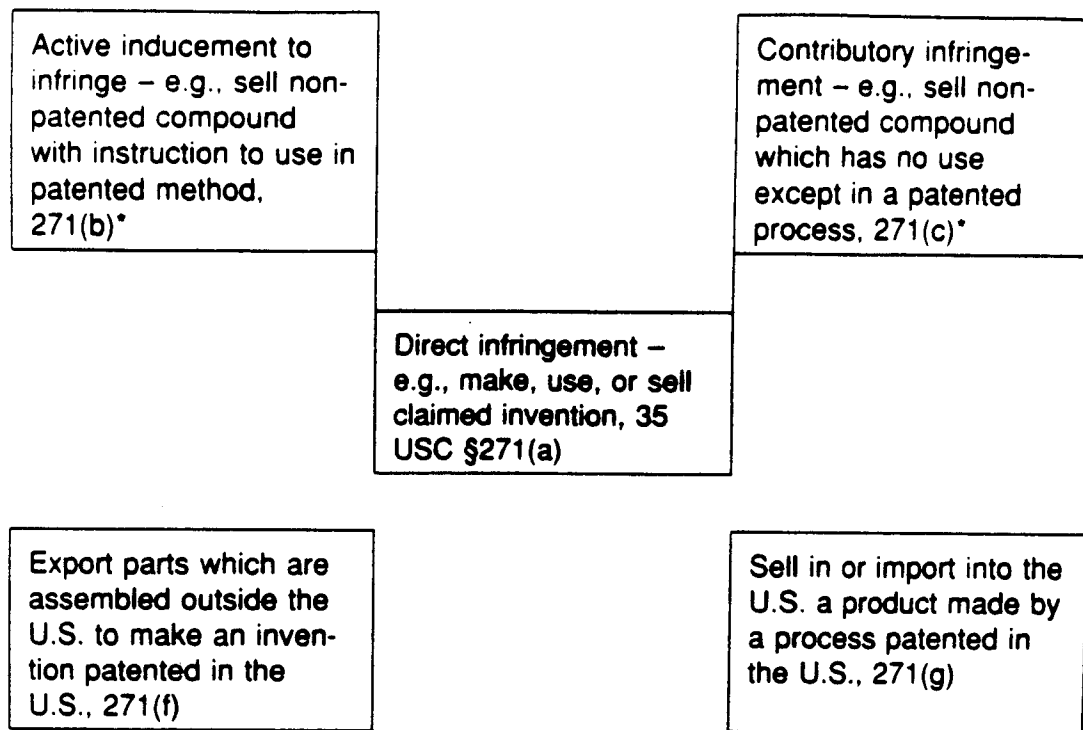 Active inducement to
infringe – e.g., sell non-
patented compound
with instruction to use in
patented method,
271(b)*
Contributory infringe-
ment – e.g., sell non-
patented compound
which has no use
except in a patented
process, 271(c)*
Direct infringement –
e.g., make, use, or sell
claimed invention, 35
USC §271(a)
Export parts which are
assembled outside the
U.S. to make an inven-
tion patented in the
U.S., 271(f)
Sell in or import into the
U.S. a product made by
a process patented in
the U.S., 271(g)